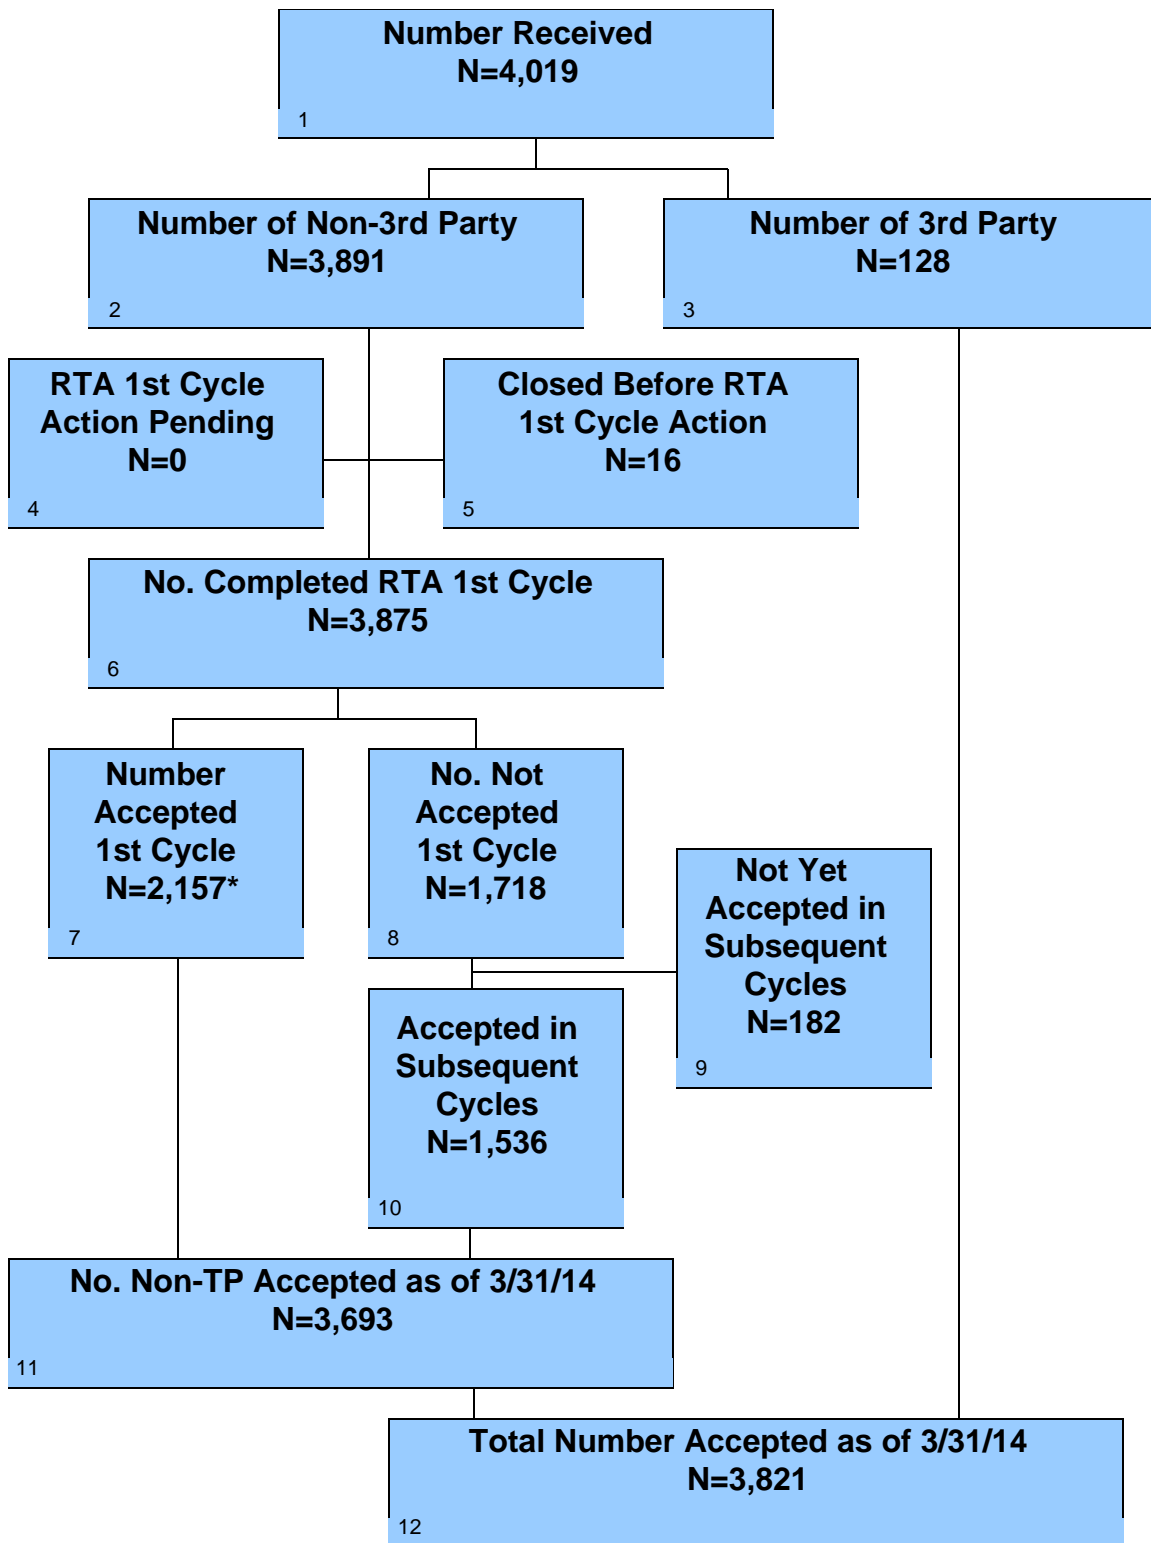 Number Received
N=4,019
1
Number of Non-3rd Party
N=3,891
2
Number of 3rd Party
N=128
3
RTA 1st Cycle
Action Pending
N=0
4
Closed Before RTA
1st Cycle Action
N=16
5
No. Completed RTA 1st Cycle
N=3,875
6
Number
Accepted
1st Cycle
N=2,157*
7
No. Not
Accepted
1st Cycle
N=1,718
8
Not Yet
Accepted in
Subsequent
Cycles
N=182
9
Accepted in
Subsequent
Cycles
N=1,536
10
No. Non-TP Accepted as of 3/31/14
N=3,693
11
Total Number Accepted as of 3/31/14
N=3,821
12